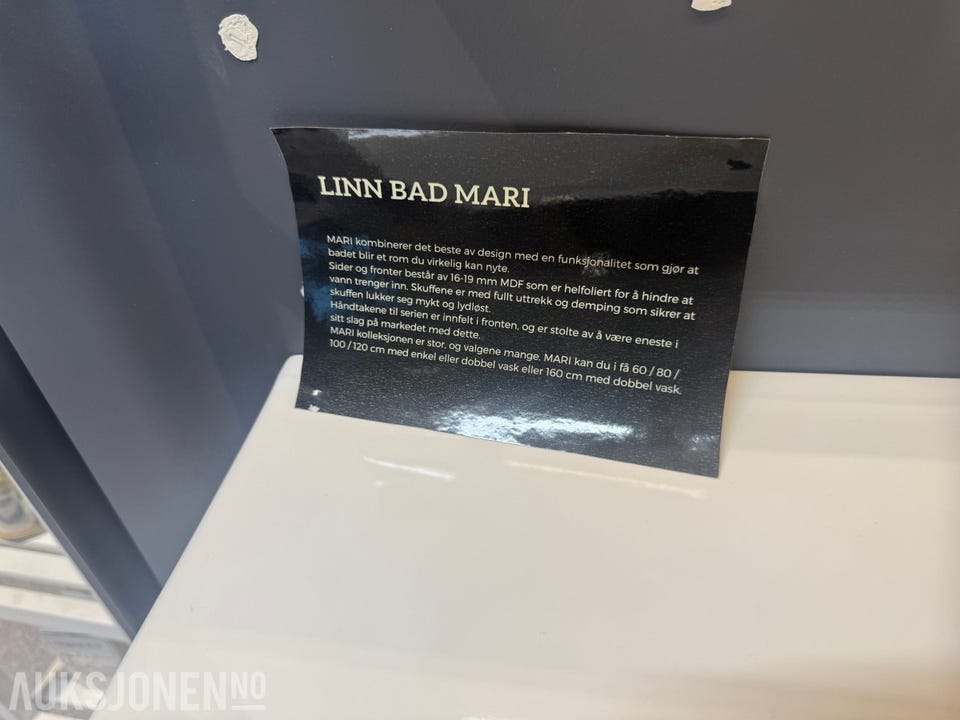 LINN BAD MARI
MARI kombinerer det beste av design med en funksjonalitet som gjør at
badet blir et rom du virkelig kan nyte.
Sider og fronter består av 16-19 mm MDF som er helfoliert for å hindre at
vann trenger inn. Skuffene er med fullt uttrekk og demping som sikrer at
skuffen lukker seg mykt og lydløst.
Håndtakene til serien er innfelt i fronten, og er stolte av å være eneste i
sitt slag på markedet med dette.
MARI kolleksjonen er stor, og valgene mange. MARI kan du i få 60 / 80 /
100 / 120 cm med enkel eller dobbel vask eller 160 cm med dobbel vask.
AUKSJONEN.NO